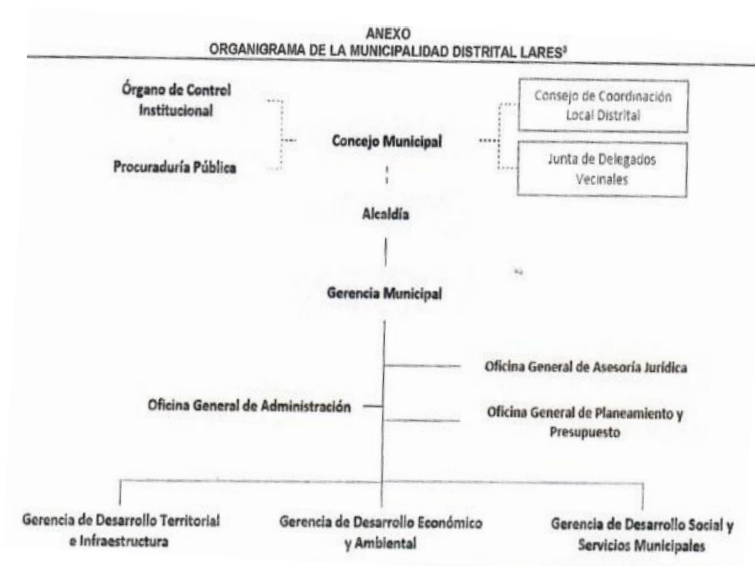 ANEXO
ORGANIGRAMA DE LA MUNICIPALIDAD DISTRITAL LARES³
Órgano de Control
Institucional
Procuraduría Pública
Concejo Municipal
Consejo de Coordinación
Local Distrital
Junta de Delegados
Vecinales
Alcaldía
Gerencia Municipal
Oficina General de Asesoría Jurídica
Oficina General de Administración
Oficina General de Planeamiento y
Presupuesto
Gerencia de Desarrollo Territorial
e Infraestructura
Gerencia de Desarrollo Económico
y Ambiental
Gerencia de Desarrollo Social y
Servicios Municipales